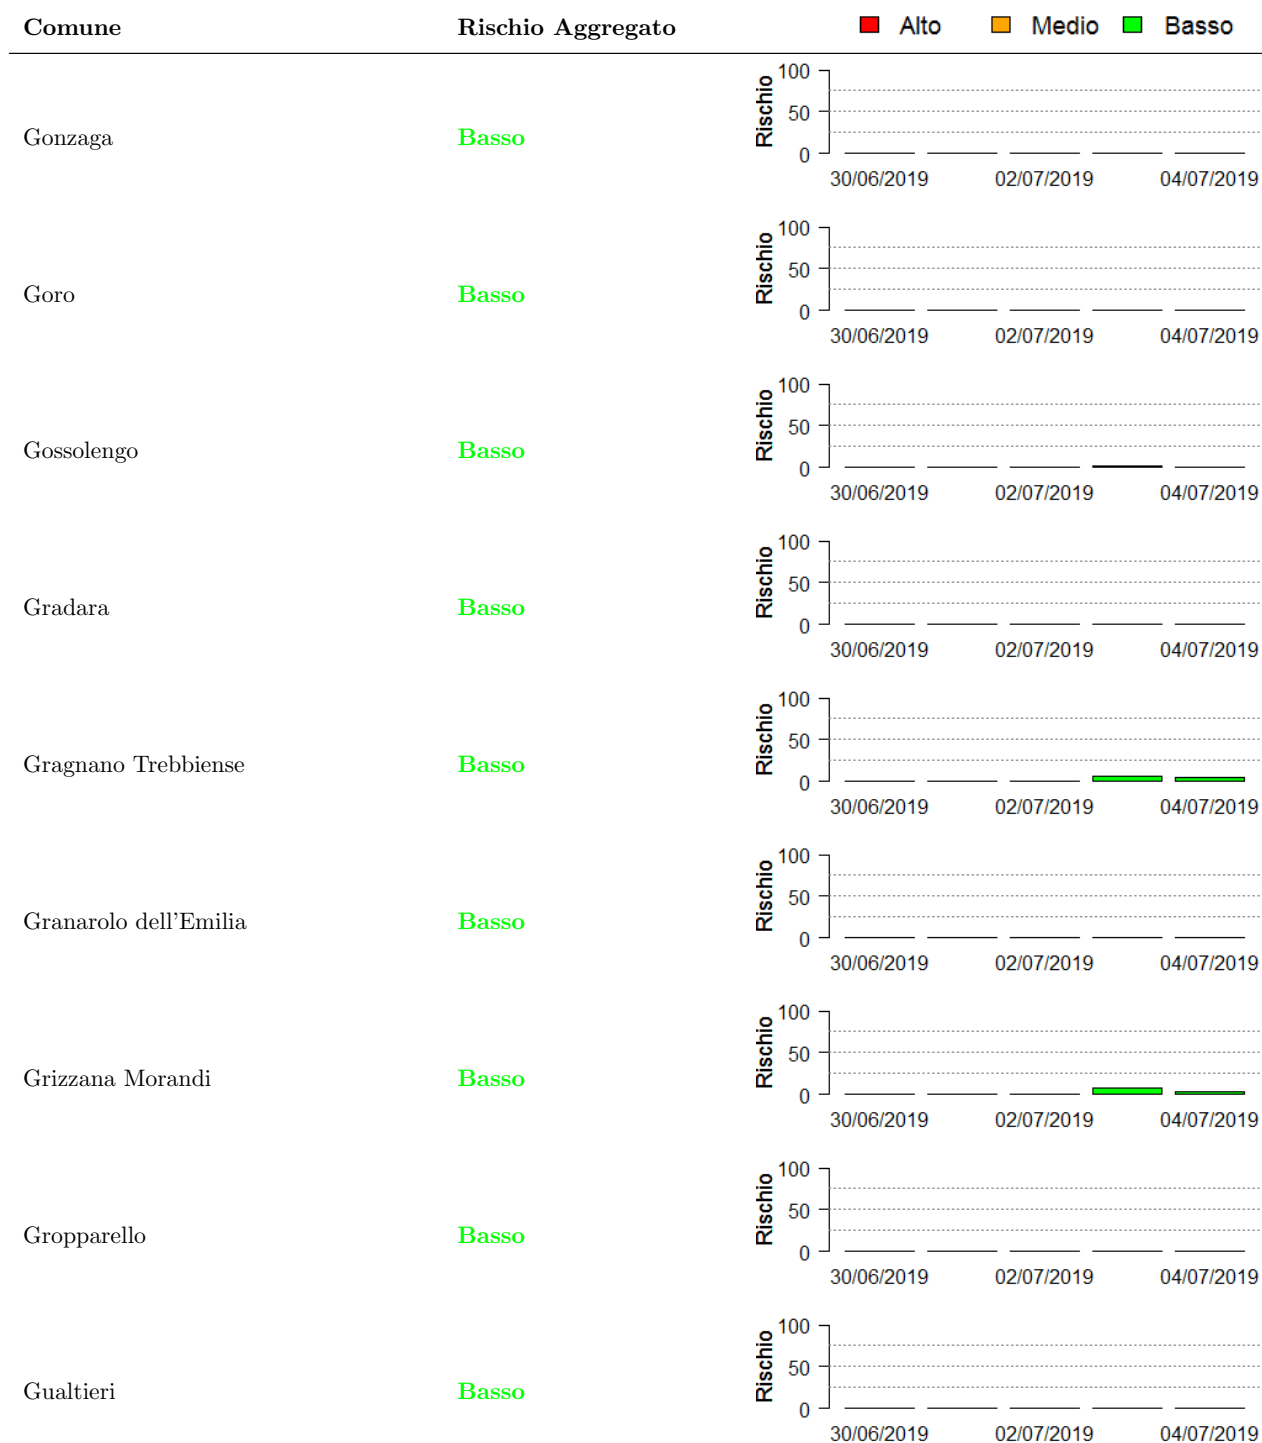 Comune Rischio Aggregato Alto Medio Basso
100
50
0
Rischio
Gonzaga Basso
30/06/2019 02/07/2019 04/07/2019
100
50
0
Rischio
Goro Basso
30/06/2019 02/07/2019 04/07/2019
100
50
0
Rischio
Gossolengo Basso
30/06/2019 02/07/2019 04/07/2019
100
50
0
Rischio
Gradara Basso
30/06/2019 02/07/2019 04/07/2019
100
50
0
Rischio
Gragnano Trebbiense Basso
30/06/2019 02/07/2019 04/07/2019
100
50
0
Rischio
Granarolo dell'Emilia Basso
30/06/2019 02/07/2019 04/07/2019
100
50
0
Rischio
Grizzana Morandi Basso
30/06/2019 02/07/2019 04/07/2019
100
50
0
Rischio
Gropparello Basso
30/06/2019 02/07/2019 04/07/2019
100
50
0
Rischio
Gualtieri Basso
30/06/2019 02/07/2019 04/07/2019